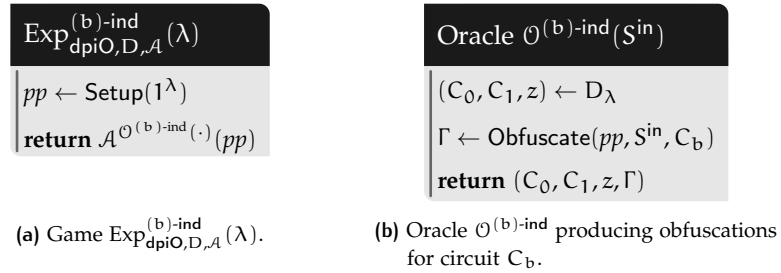 Exp^{(b)-ind}_{dpiO,D,𝒜}(λ)
pp ← Setup(1^λ)
return 𝒜^{𝒪^{(b)-ind}(·)}(pp)
(a) Game Exp^{(b)-ind}_{dpiO,D,𝒜}(λ).
Oracle 𝒪^{(b)-ind}(S^{in})
(C_0, C_1, z) ← D_λ
Γ ← Obfuscate(pp, S^{in}, C_b)
return (C_0, C_1, z, Γ)
(b) Oracle 𝒪^{(b)-ind} producing obfuscations
for circuit C_b.